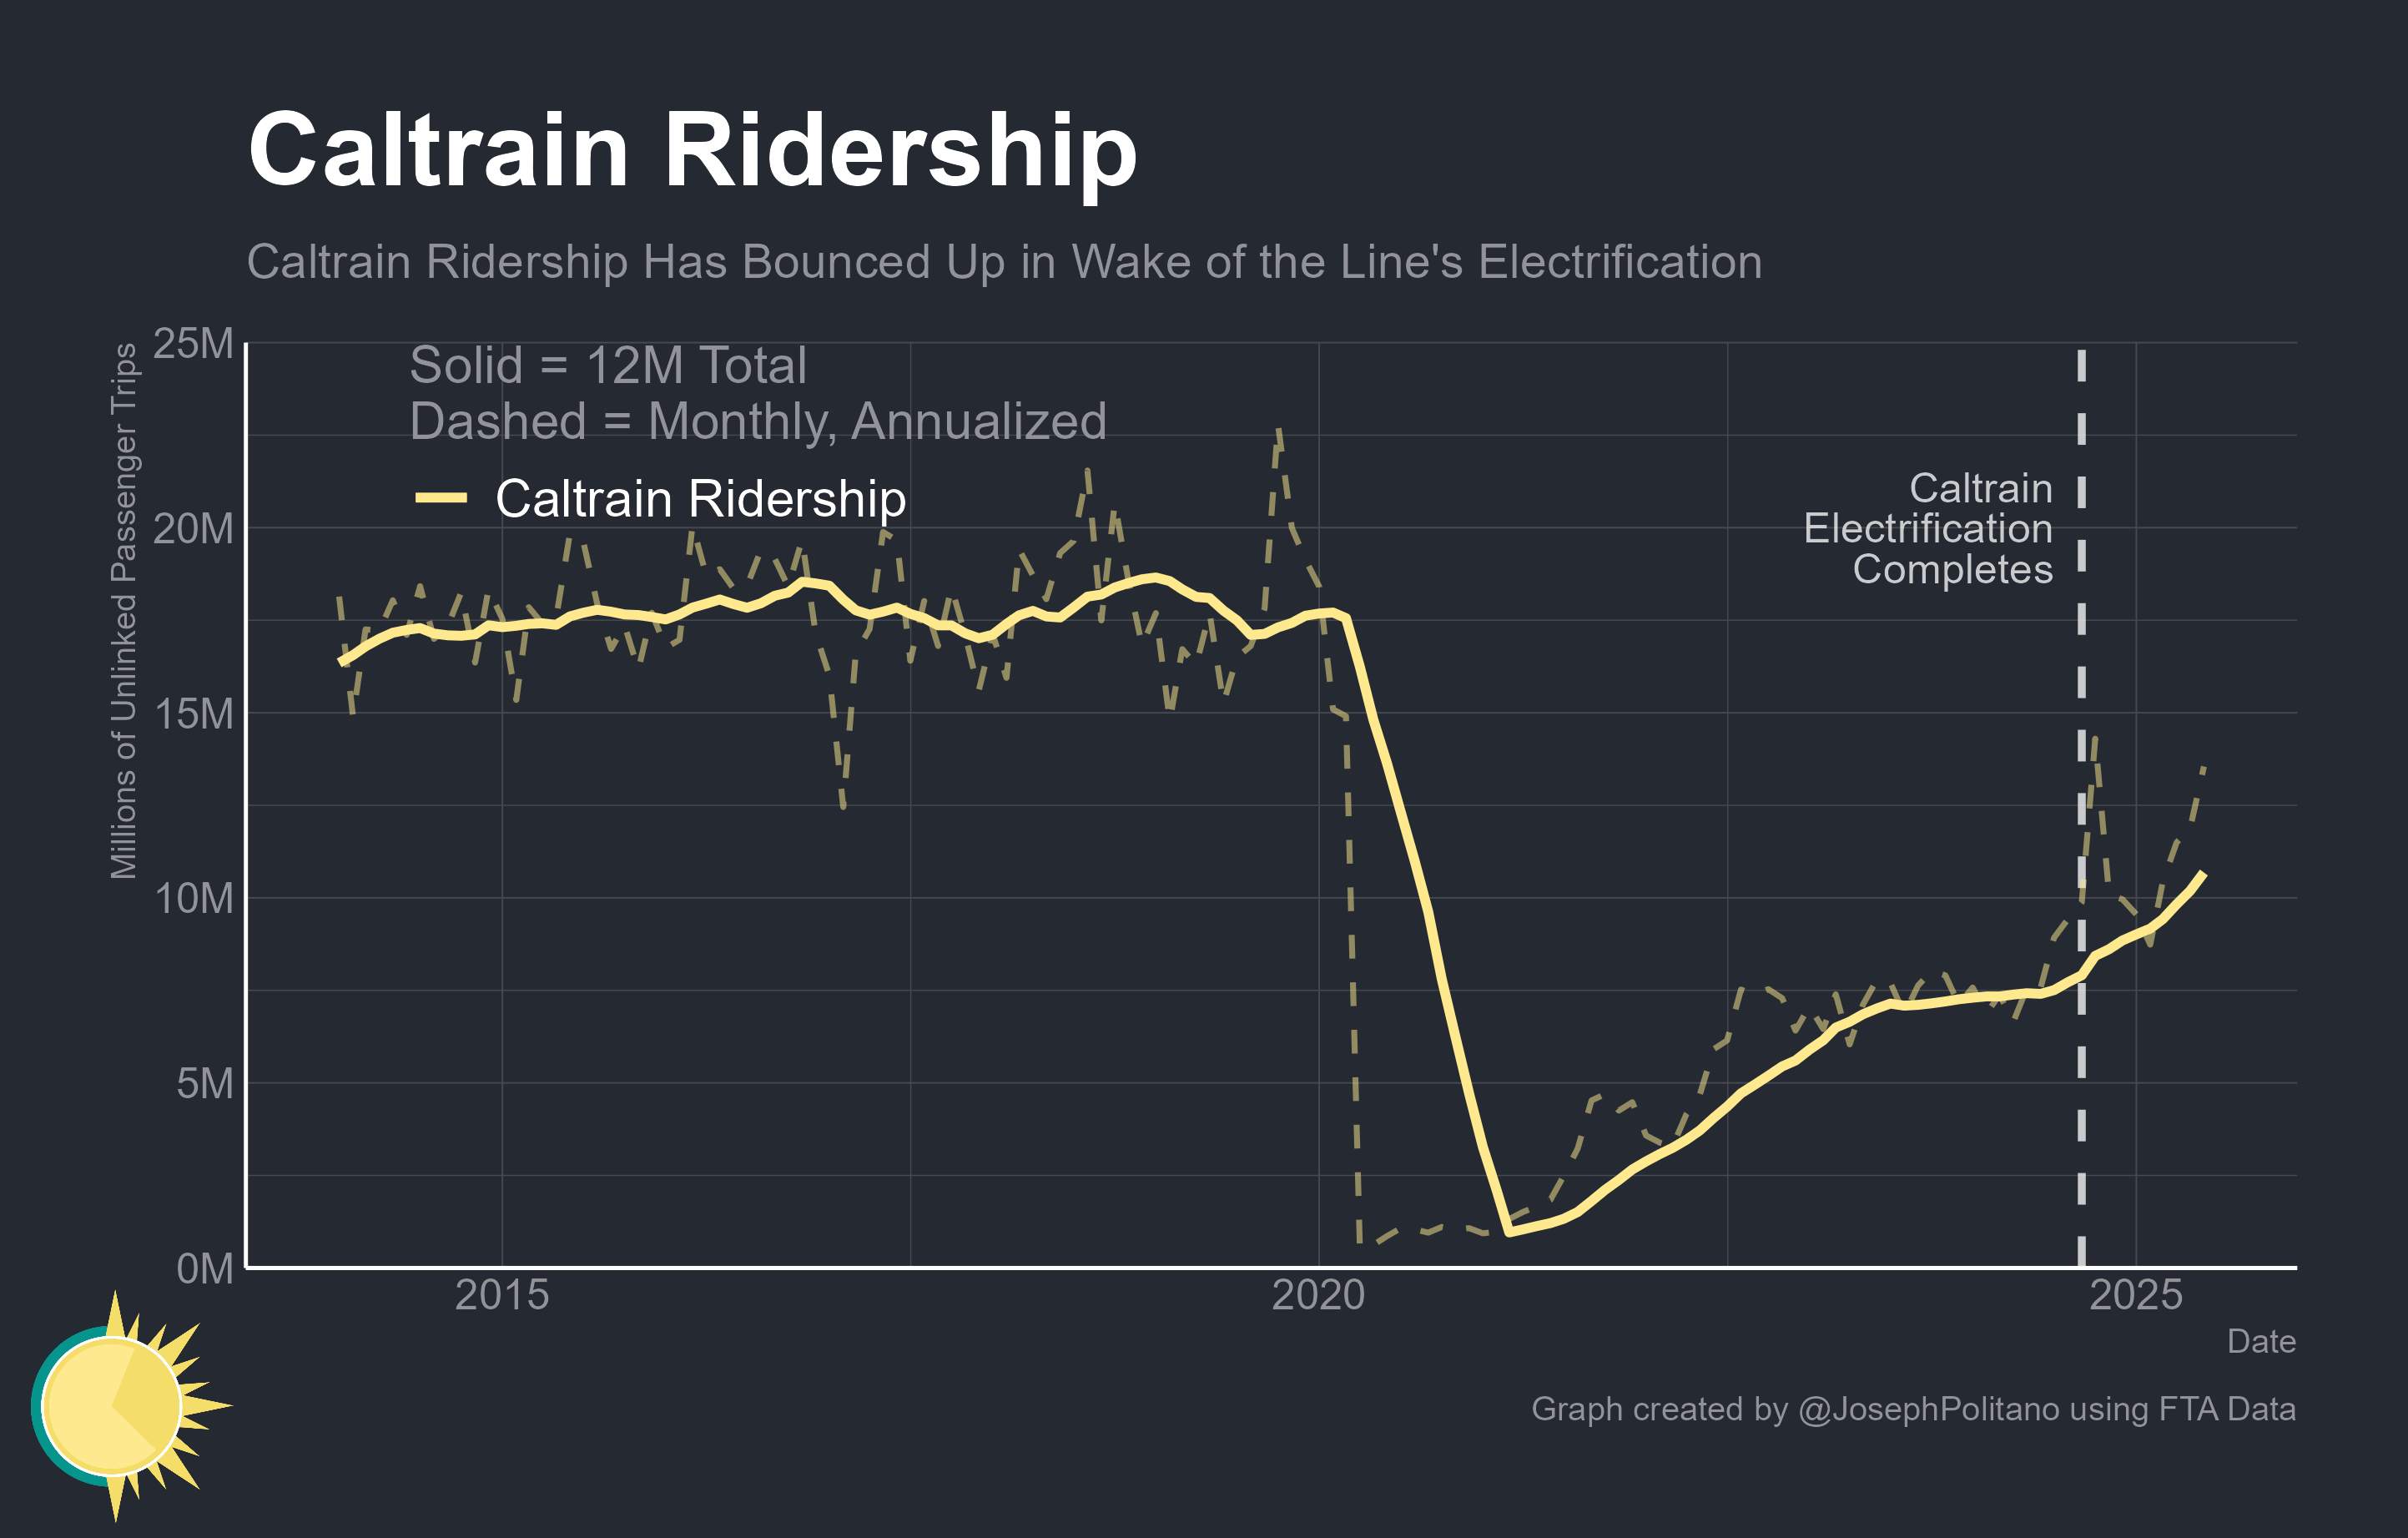 Caltrain Ridership
Caltrain Ridership Has Bounced Up in Wake of the Line's Electrification
Millions of Unlinked Passenger Trips
25M
20M
15M
10M
5M
0M
Solid = 12M Total
Dashed = Monthly, Annualized
Caltrain Ridership
Caltrain
Electrification
Completes
2015
2020
2025
Date
Graph created by @JosephPolitano using FTA Data